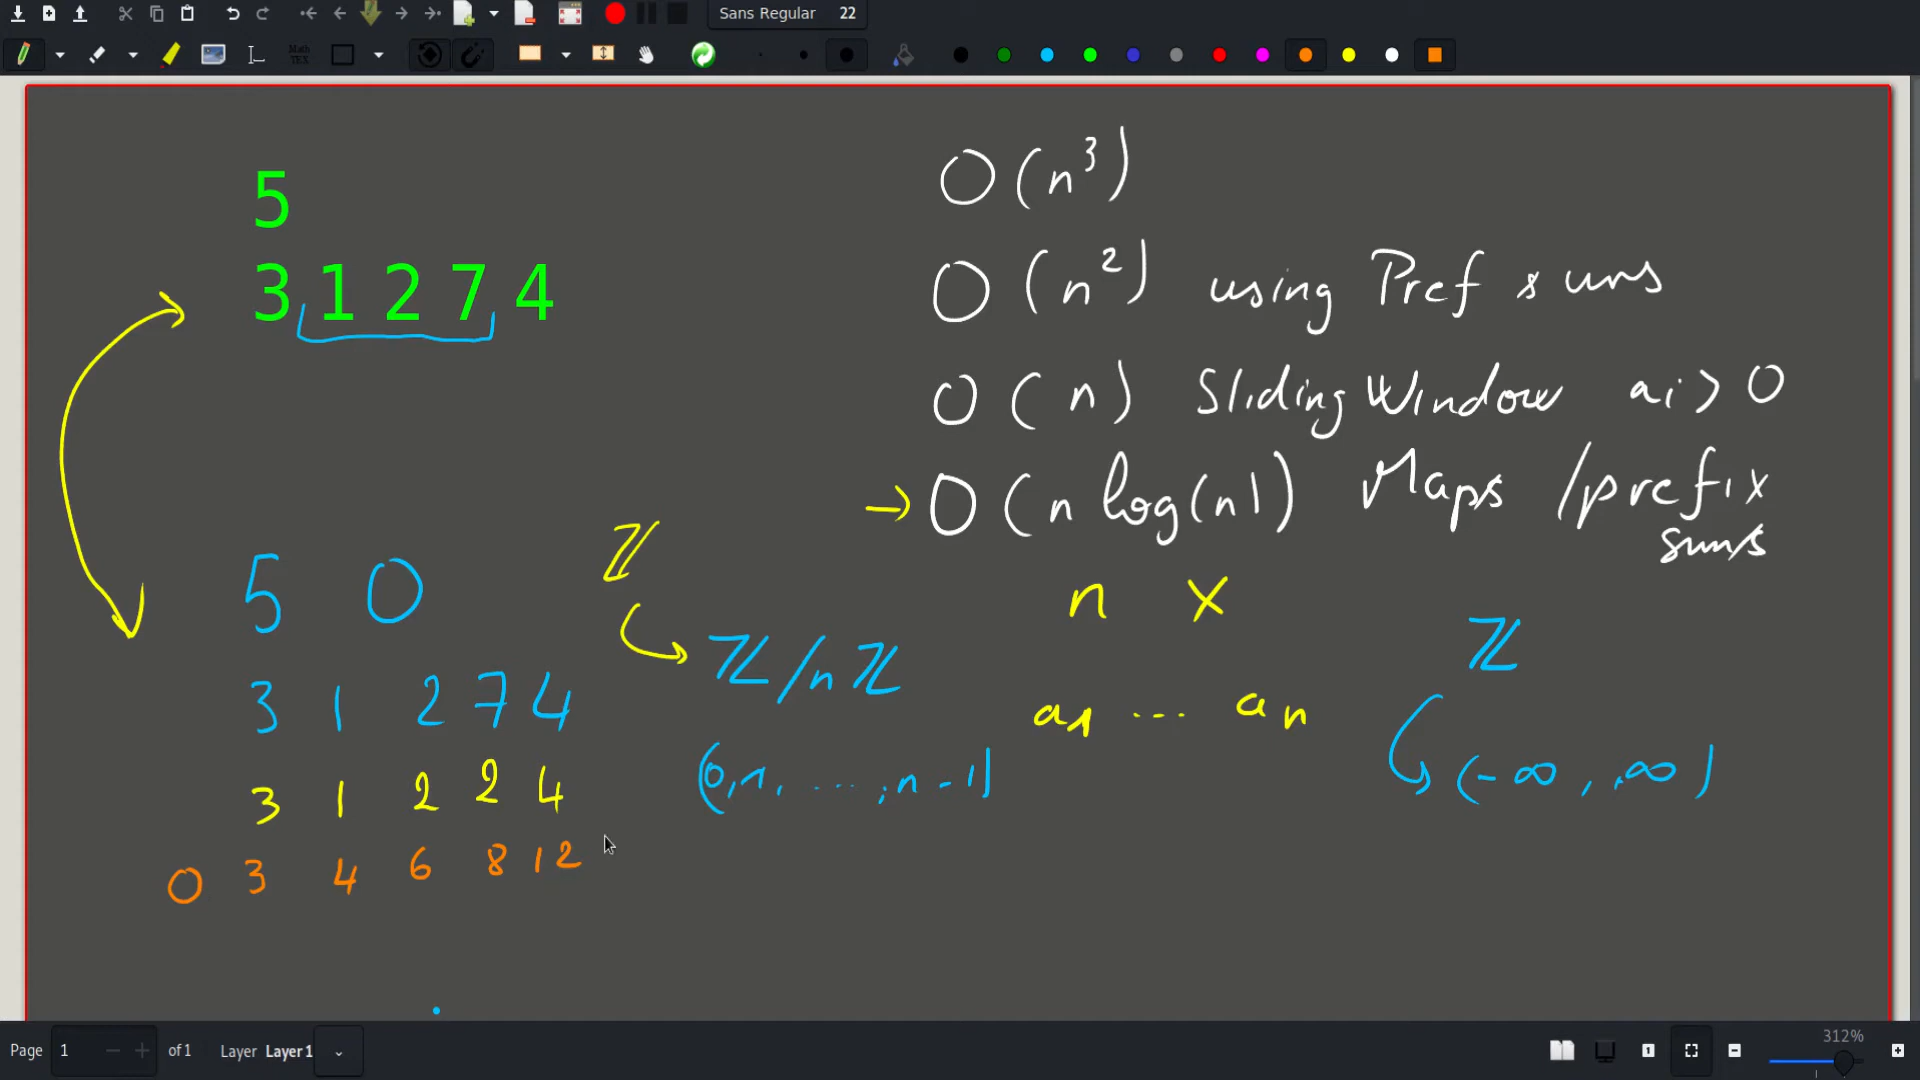 Sans Regular 22
Math
TEX
5
3 1 2 7 4
O(n³)
O(n²) using Pref sums
O(n) Sliding Window ai > 0
→ O(n log(n)) Maps /prefix
sums
ℤ
5 0
n x
ℤ
ℤ/nℤ
3 1 2 7 4
a1 ... an
(0,1, ..., n-1)
(-∞, ∞)
3 1 2 2 4
0 3 4 6 8 12
Page 1 of 1 Layer Layer 1
312%